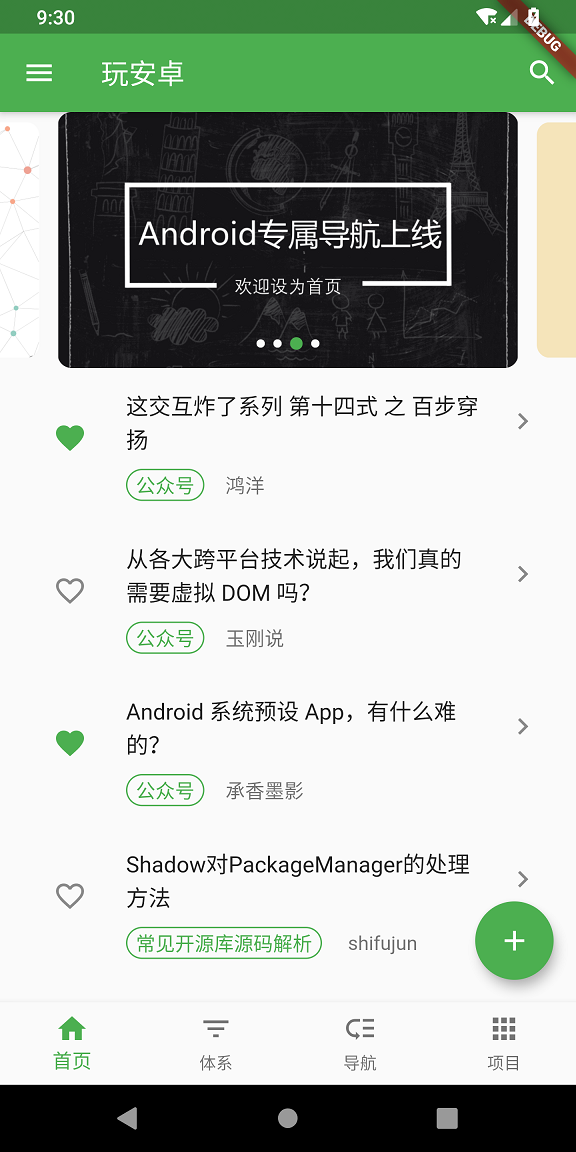 9:30
DEBUG
玩安卓
Android专属导航上线
欢迎设为首页
这交互炸了系列 第十四式 之 百步穿
扬
公众号 鸿洋
从各大跨平台技术说起，我们真的
需要虚拟 DOM 吗？
公众号 玉刚说
Android 系统预设 App，有什么难
的？
公众号 承香墨影
Shadow对PackageManager的处理
方法
常见开源库源码解析 shifujun
首页 体系 导航 项目